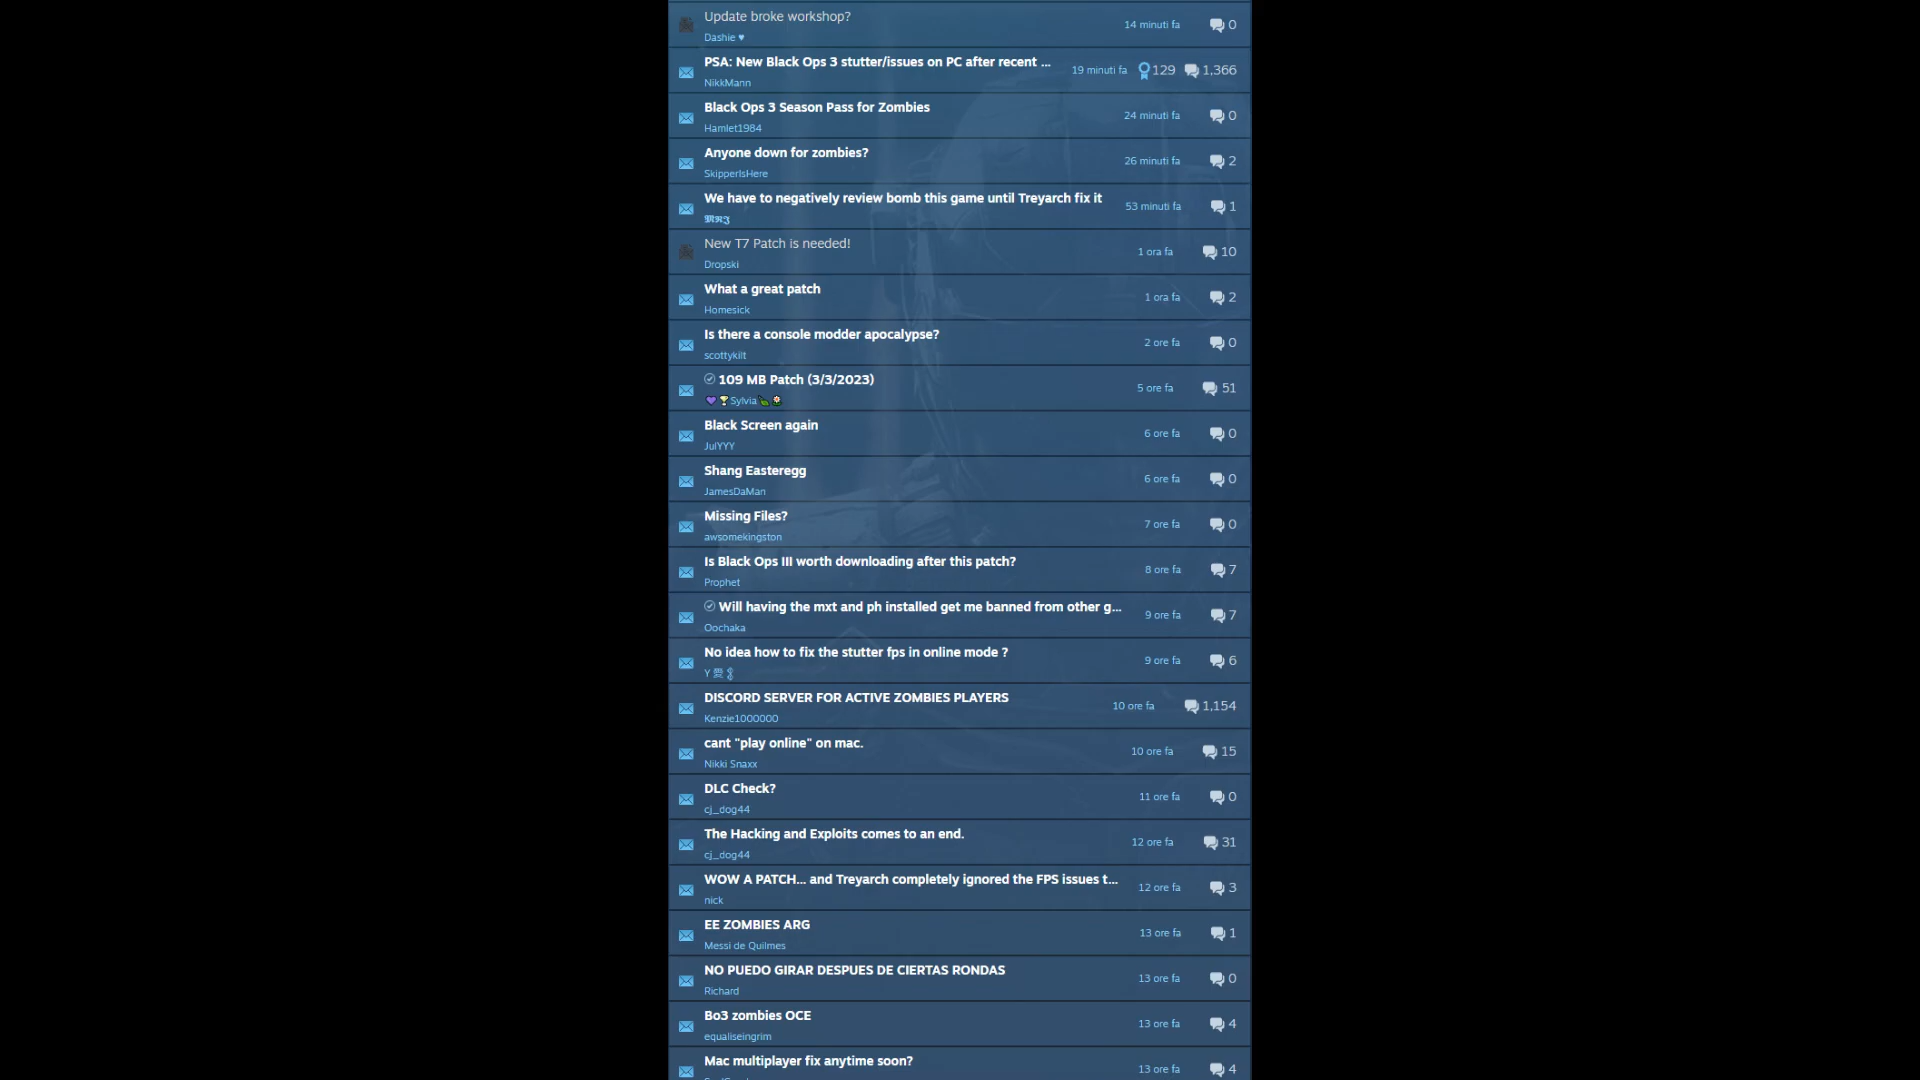 Update broke workshop?
14 minuti fa
0
Dashie ♥
PSA: New Black Ops 3 stutter/issues on PC after recent ...
19 minuti fa
129
1,366
NikkMann
Black Ops 3 Season Pass for Zombies
24 minuti fa
0
Hamlet1984
Anyone down for zombies?
26 minuti fa
2
SkipperIsHere
We have to negatively review bomb this game until Treyarch fix it
53 minuti fa
1
New T7 Patch is needed!
1 ora fa
10
Dropski
What a great patch
1 ora fa
2
Homesick
Is there a console modder apocalypse?
2 ore fa
0
scottykilt
109 MB Patch (3/3/2023)
5 ore fa
51
💜🏆Sylvia🌿🌼
Black Screen again
6 ore fa
0
JulYYY
Shang Easteregg
6 ore fa
0
JamesDaMan
Missing Files?
7 ore fa
0
awsomekingston
Is Black Ops III worth downloading after this patch?
8 ore fa
7
Prophet
Will having the mxt and ph installed get me banned from other g...
9 ore fa
7
Oochaka
No idea how to fix the stutter fps in online mode ?
9 ore fa
6
Y
DISCORD SERVER FOR ACTIVE ZOMBIES PLAYERS
10 ore fa
1,154
Kenzie1000000
cant "play online" on mac.
10 ore fa
15
Nikki Snaxx
DLC Check?
11 ore fa
0
cj_dog44
The Hacking and Exploits comes to an end.
12 ore fa
31
cj_dog44
WOW A PATCH... and Treyarch completely ignored the FPS issues t...
12 ore fa
3
nick
EE ZOMBIES ARG
13 ore fa
1
Messi de Quilmes
NO PUEDO GIRAR DESPUES DE CIERTAS RONDAS
13 ore fa
0
Richard
Bo3 zombies OCE
13 ore fa
4
equaliseingrim
Mac multiplayer fix anytime soon?
13 ore fa
4